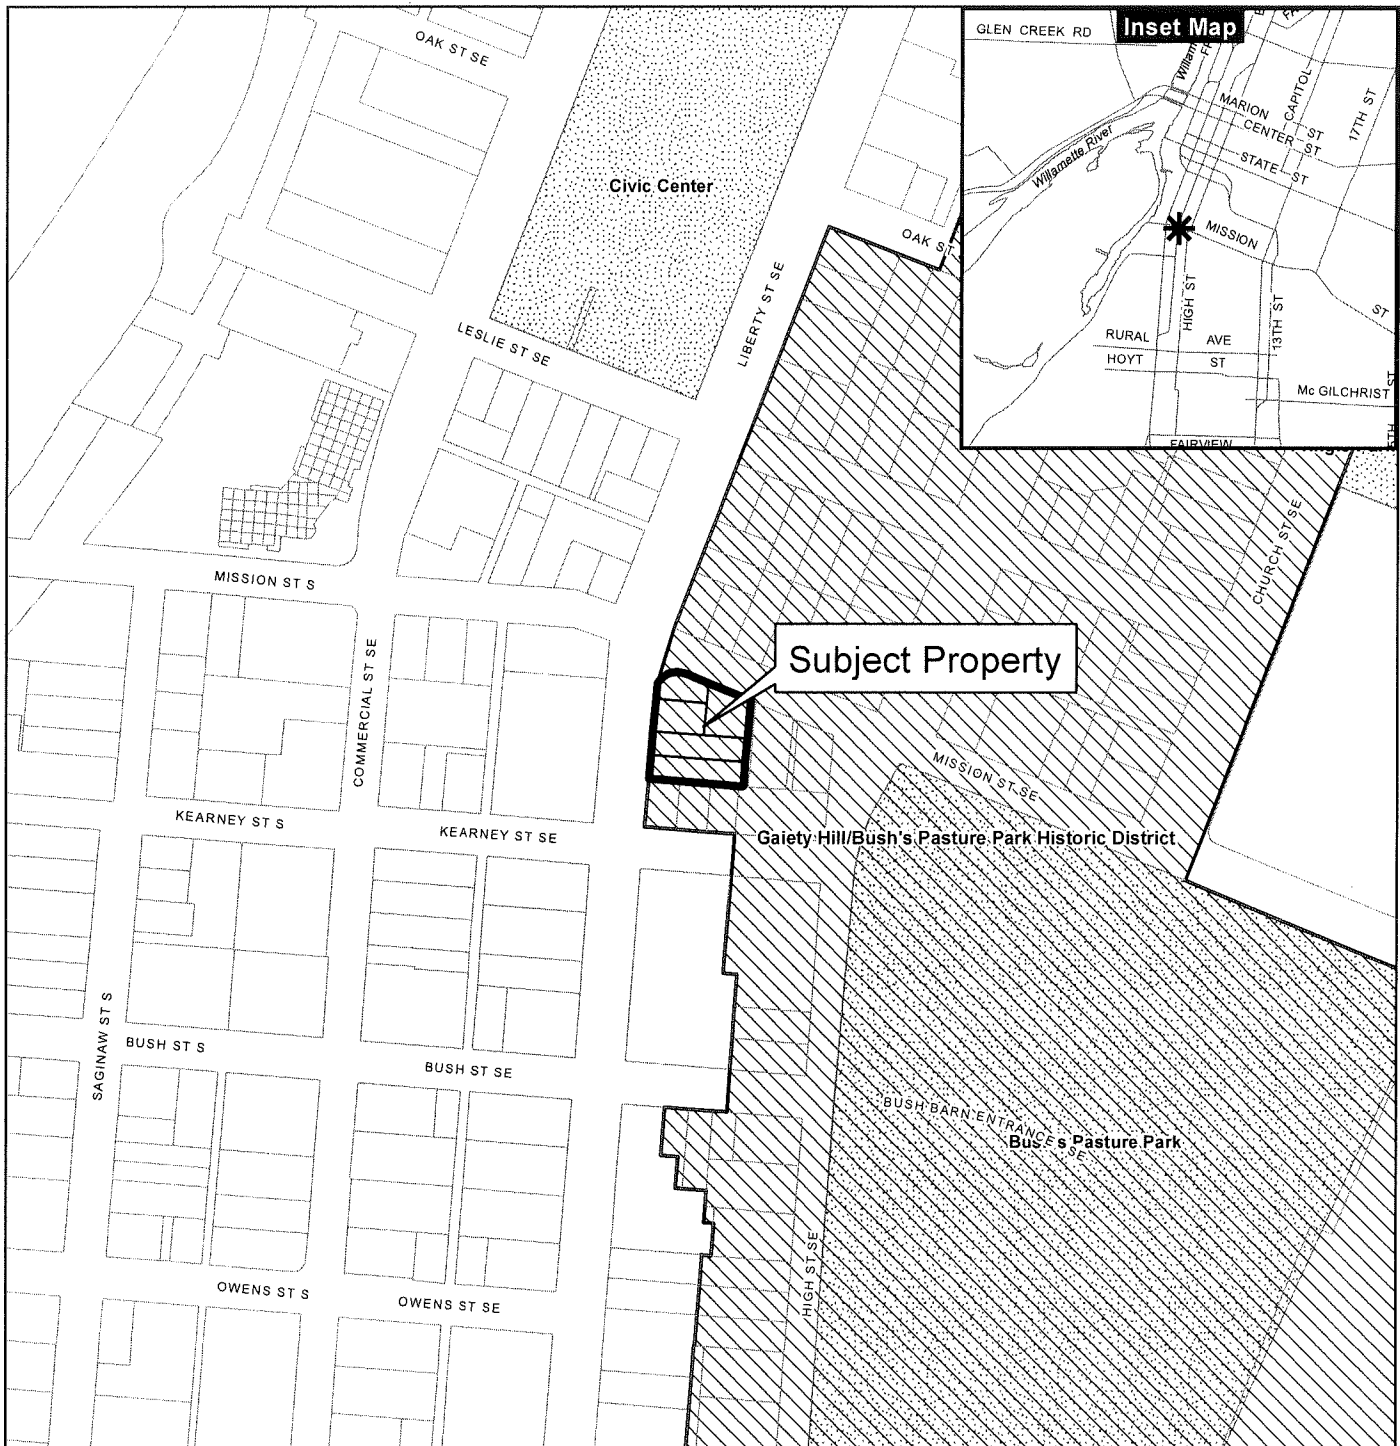 OAK ST SE
Civic Center
LIBERTY ST SE
LESLIE ST SE
MISSION ST S
COMMERCIAL ST SE
Subject Property
CHURCH ST SE
MISSION ST SE
Gaiety Hill/Bush's Pasture Park Historic District
KEARNEY ST S
KEARNEY ST SE
SAGINAW ST S
BUSH ST S
BUSH ST SE
BUSH BARN ENTRANCE SE
Pasture Park
HIGH ST SE
OWENS ST S
OWENS ST SE
Inset Map
GLEN CREEK RD
Willamette River
MARION ST
CENTER ST
STATE ST
CAPITOL
17TH ST
MISSION ST
HIGH ST
13TH ST
RURAL AVE
HOYT ST
Mc GILCHRIST ST
FAIRVIEW